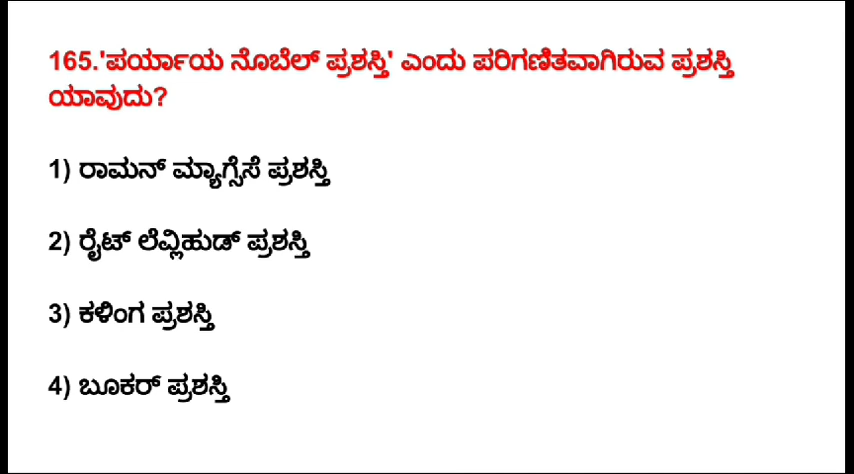 165.'ಪರ್ಯಾಯ ನೊಬೆಲ್ ಪ್ರಶಸ್ತಿ' ಎಂದು ಪರಿಗಣಿತವಾಗಿರುವ ಪ್ರಶಸ್ತಿ
ಯಾವುದು?
1) ರಾಮನ್ ಮ್ಯಾಗ್ಸೆಸೆ ಪ್ರಶಸ್ತಿ
2) ರೈಟ್ ಲೆವ್ಲಿಹುಡ್ ಪ್ರಶಸ್ತಿ
3) ಕಳಿಂಗ ಪ್ರಶಸ್ತಿ
4) ಬೂಕರ್ ಪ್ರಶಸ್ತಿ